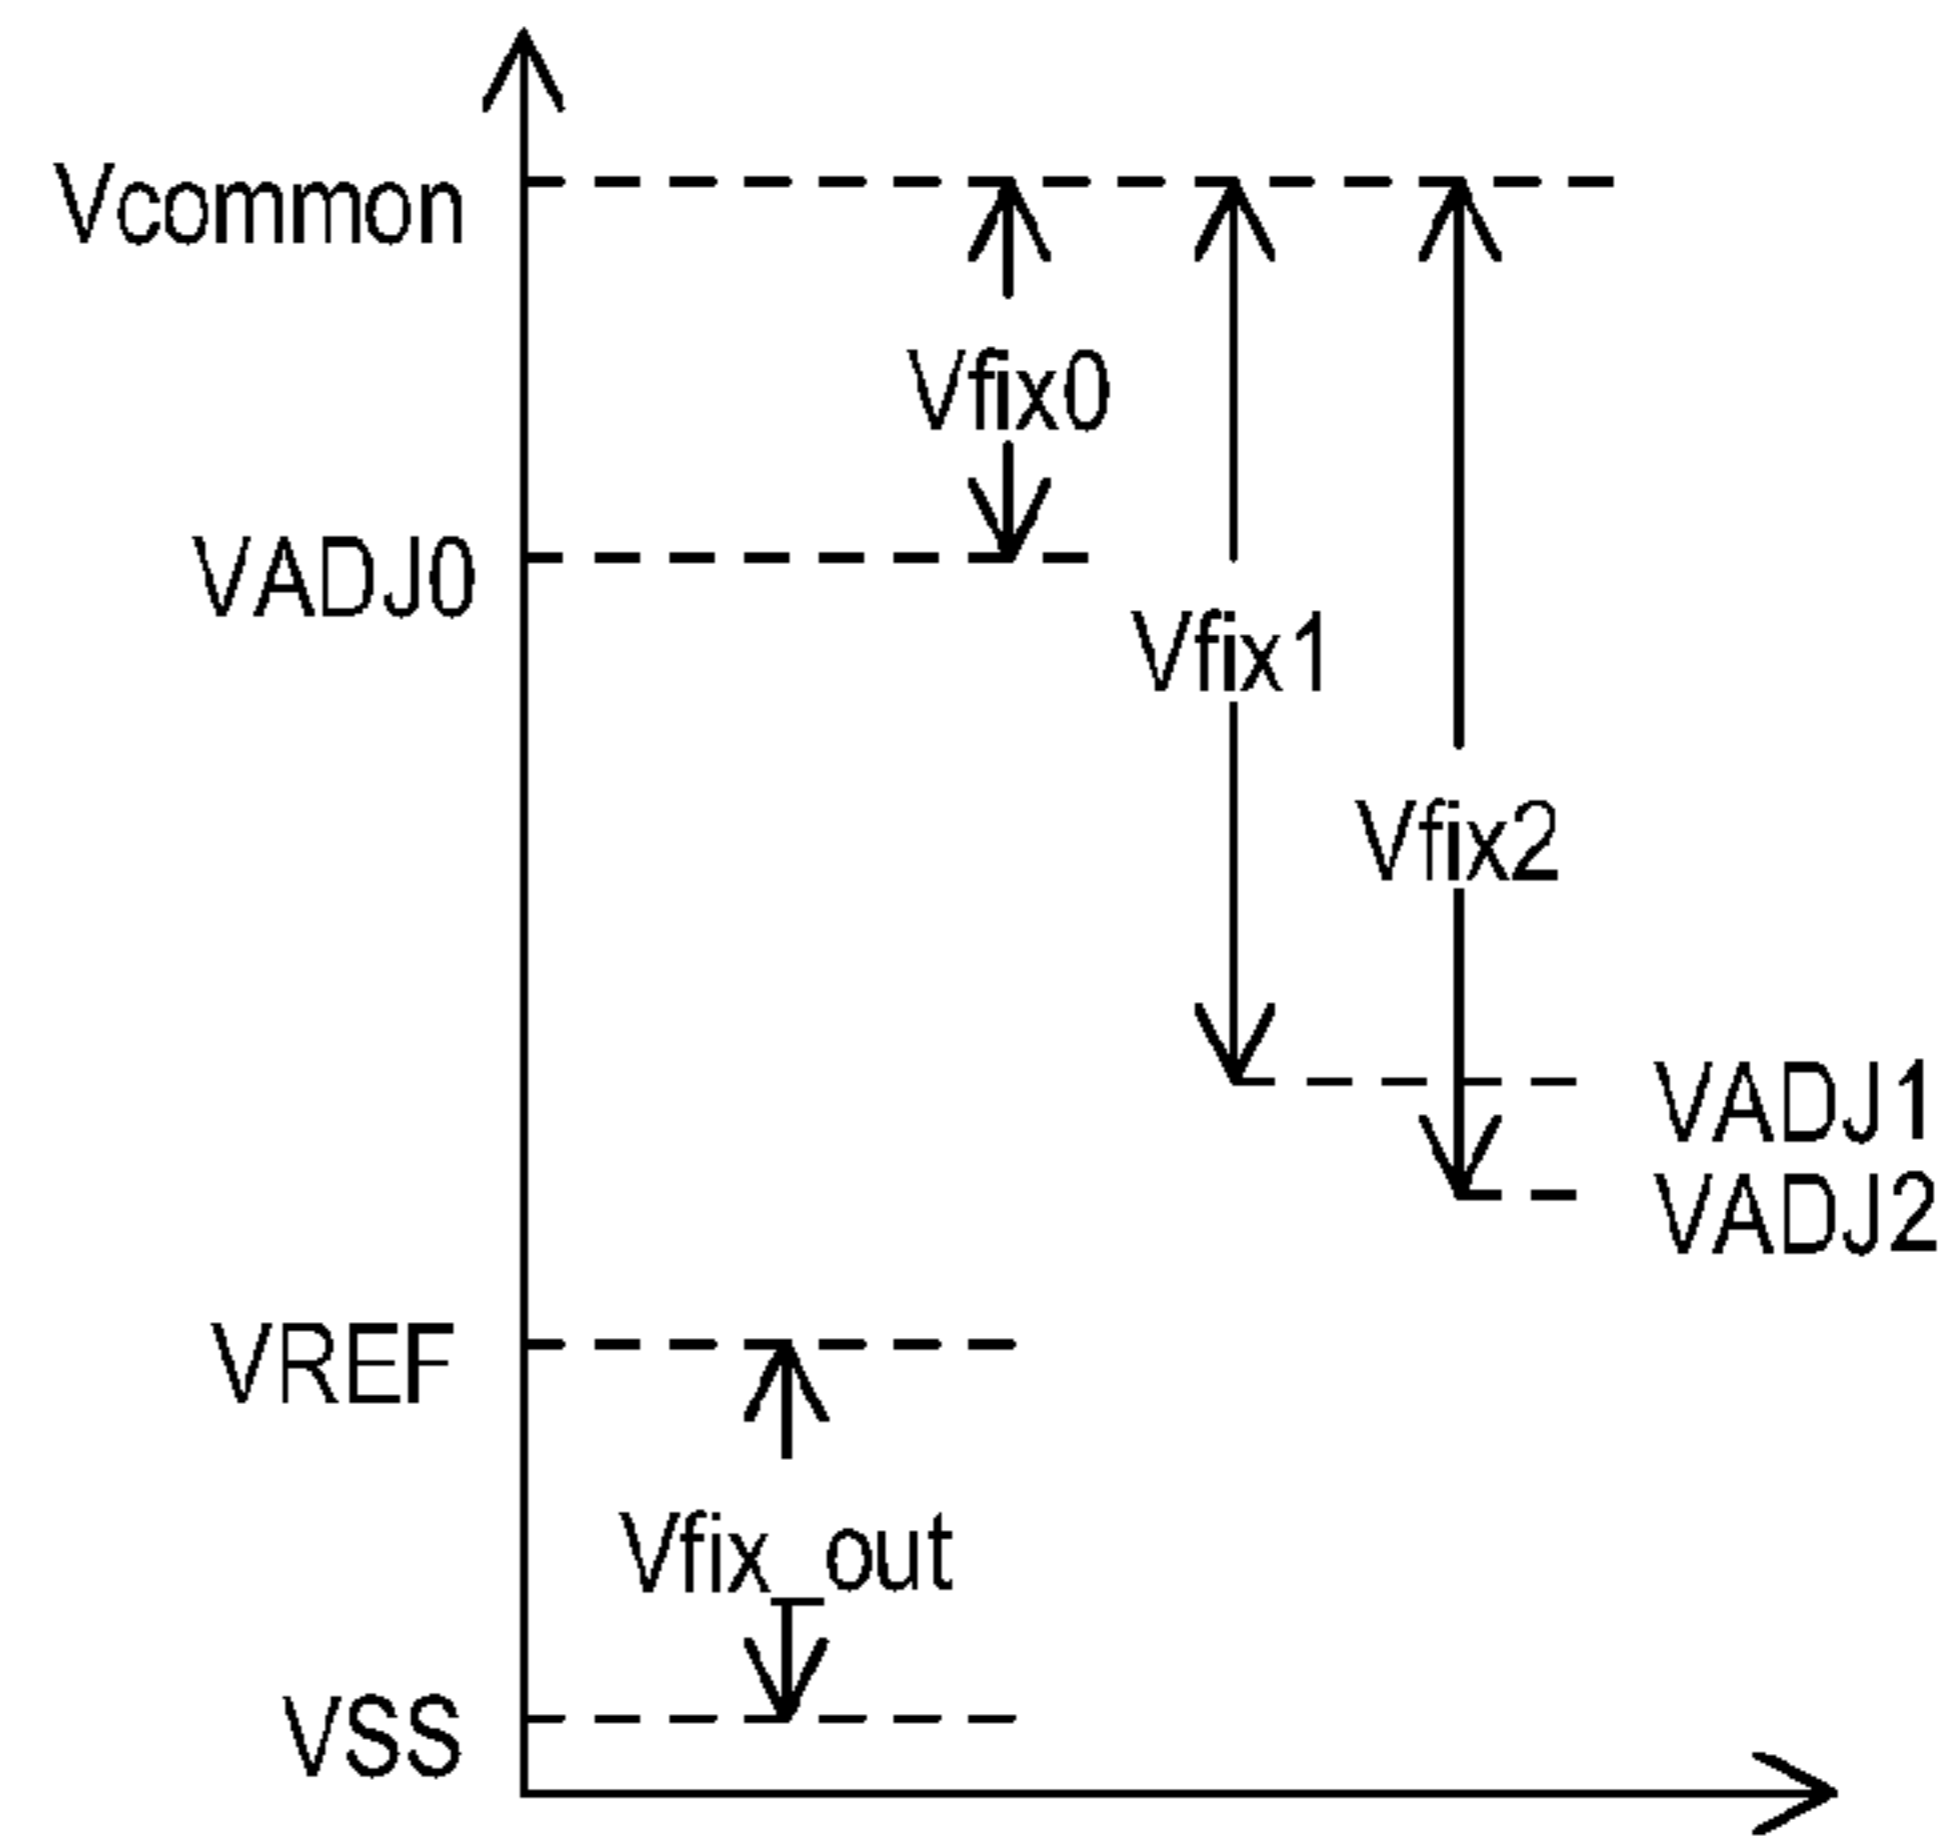 Vcommon
Vfix0
VADJ0
Vfix1
Vfix2
VADJ1
VADJ2
VREF
Vfix_out
VSS